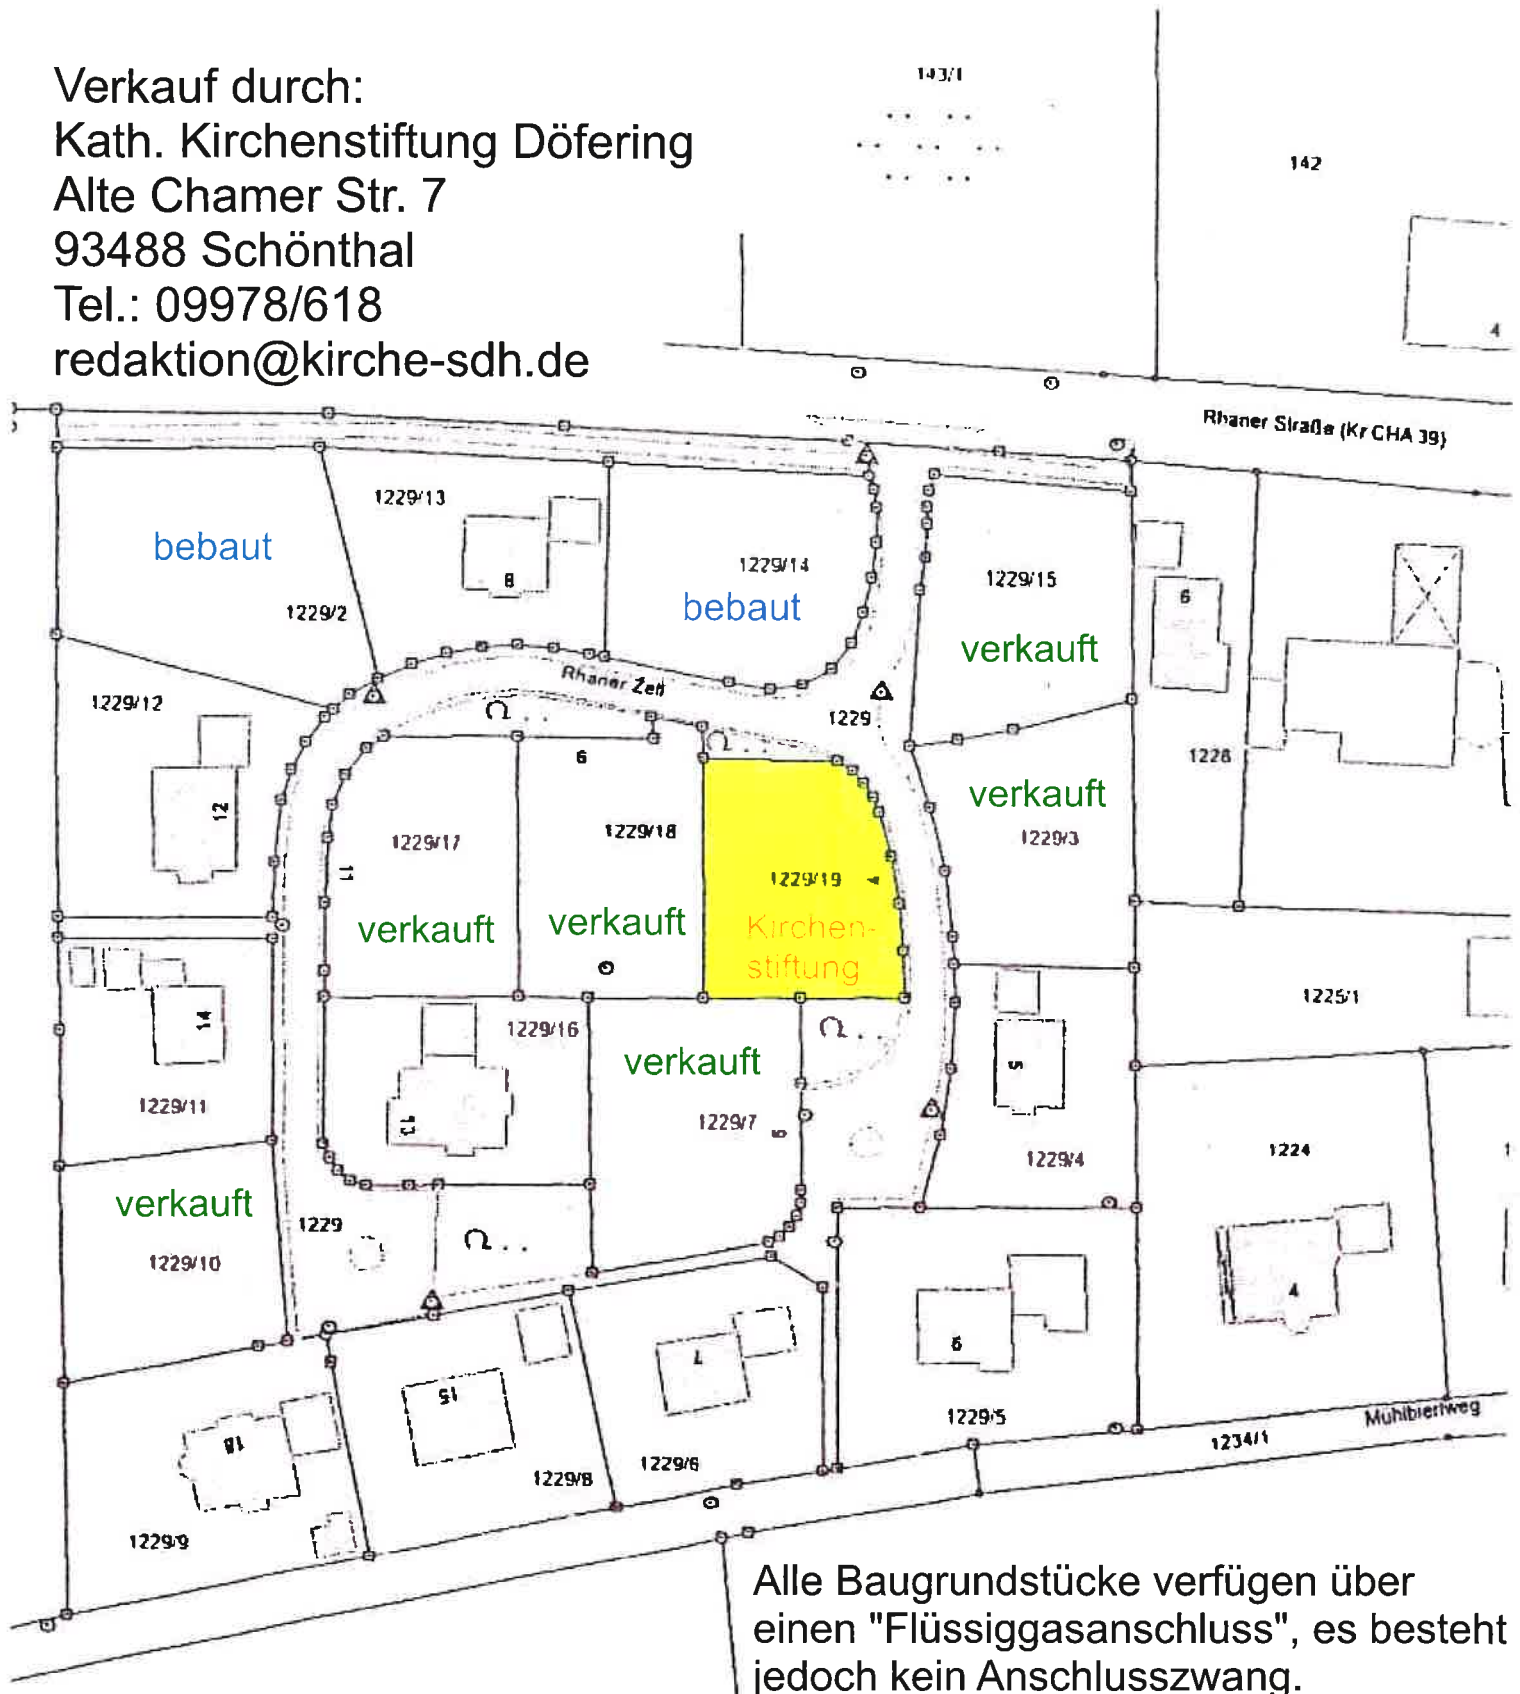 Verkauf durch:
Kath. Kirchenstiftung Döfering
Alte Chamer Str. 7
93488 Schönthal
Tel.: 09978/618
redaktion@kirche-sdh.de
143/1
142
4
Rhaner Straße (Kr CHA 39)
1229/13
bebaut
8
1229/2
1229/14
bebaut
1229/15
verkauft
6
Rhaner Zell
1229/12
1229
1228
12
6
verkauft
1229/3
1229/17
1229/18
11
1229/19
4
verkauft
verkauft
Kirchen-
stiftung
1225/1
14
1229/16
verkauft
5
1229/11
13
1229/7
9
1229/4
1224
verkauft
1229
1229/10
4
15
7
6
18
1229/5
Mühlbierlweg
1234/1
1229/8
1229/6
1229/9
Alle Baugrundstücke verfügen über
einen "Flüssiggasanschluss", es besteht
jedoch kein Anschlusszwang.